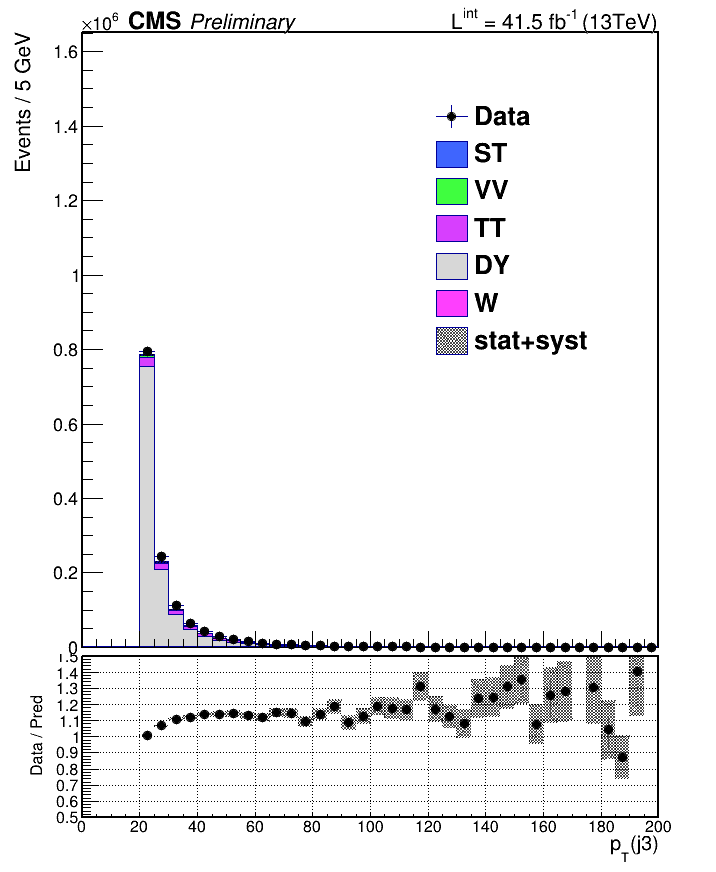 ×10⁶ CMS Preliminary L^int = 41.5 fb⁻¹ (13TeV)
Events / 5 GeV
1.6
1.4
1.2
1
0.8
0.6
0.4
0.2
0
Data
ST
VV
TT
DY
W
stat+syst
Data / Pred
1.5
1.4
1.3
1.2
1.1
1
0.9
0.8
0.7
0.6
0.5
0 20 40 60 80 100 120 140 160 180 200
p_T(j3)